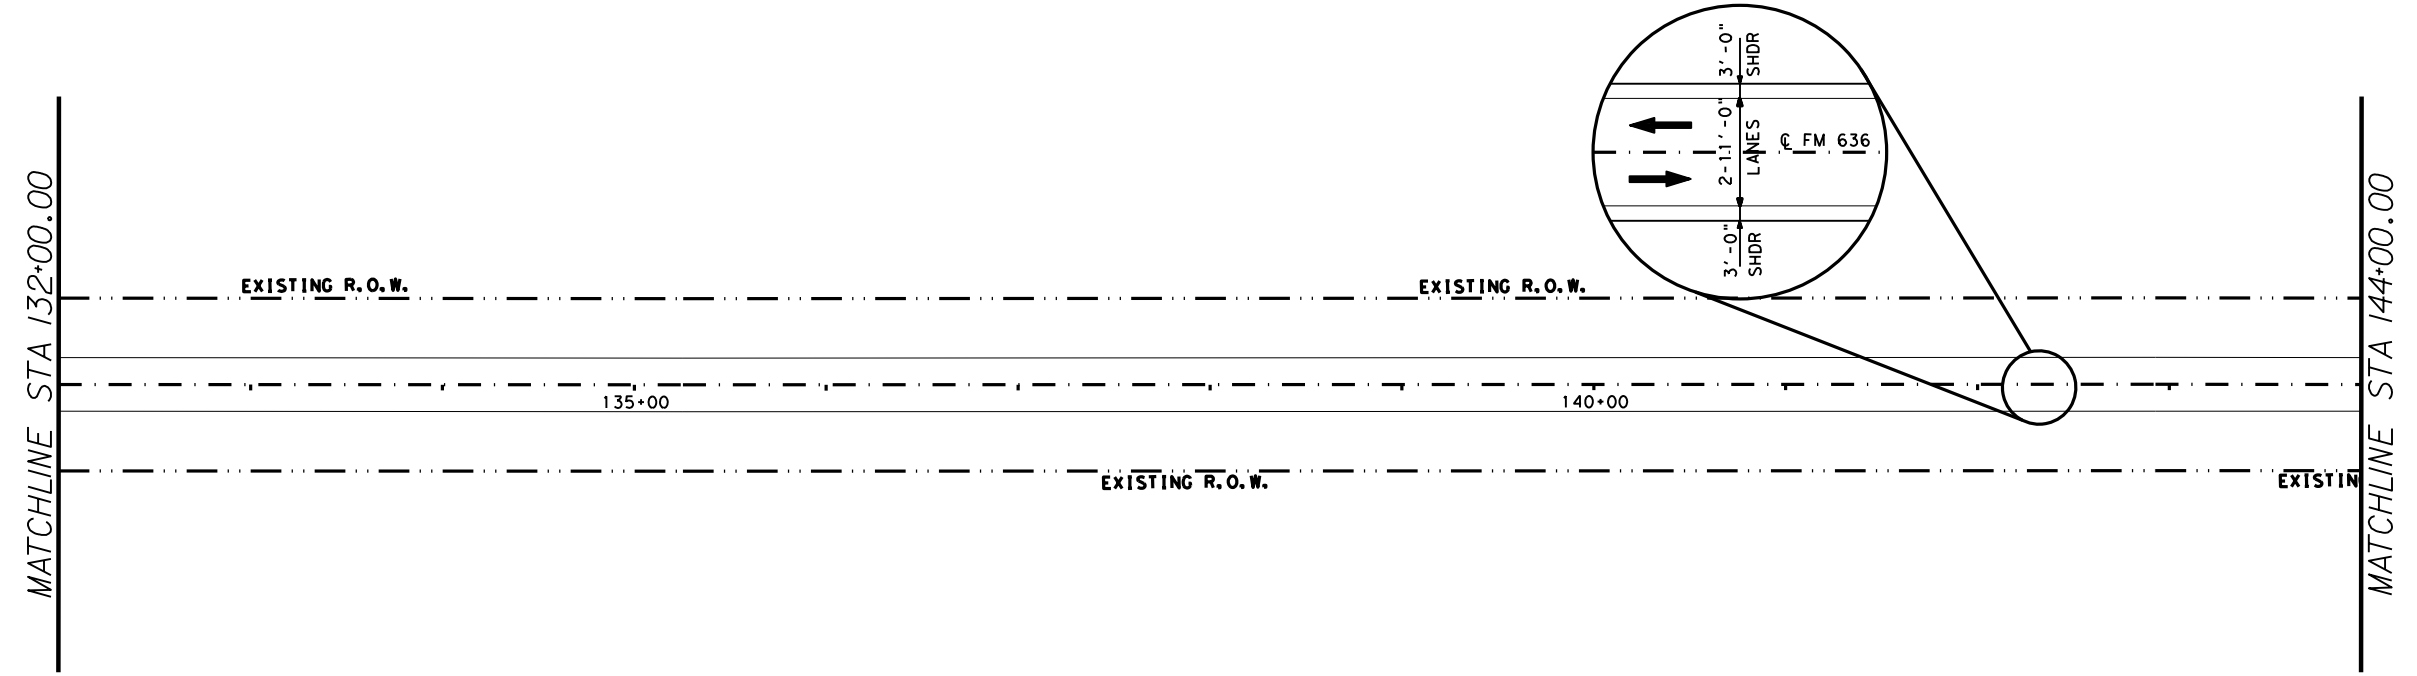 3'-0"
SHDR
2-11'-0"
LANES
℄ FM 636
3'-0"
SHDR
MATCHLINE STA 132+00.00
EXISTING R.O.W.
EXISTING R.O.W.
135+00
140+00
EXISTING R.O.W.
EXISTIN
MATCHLINE STA 144+00.00